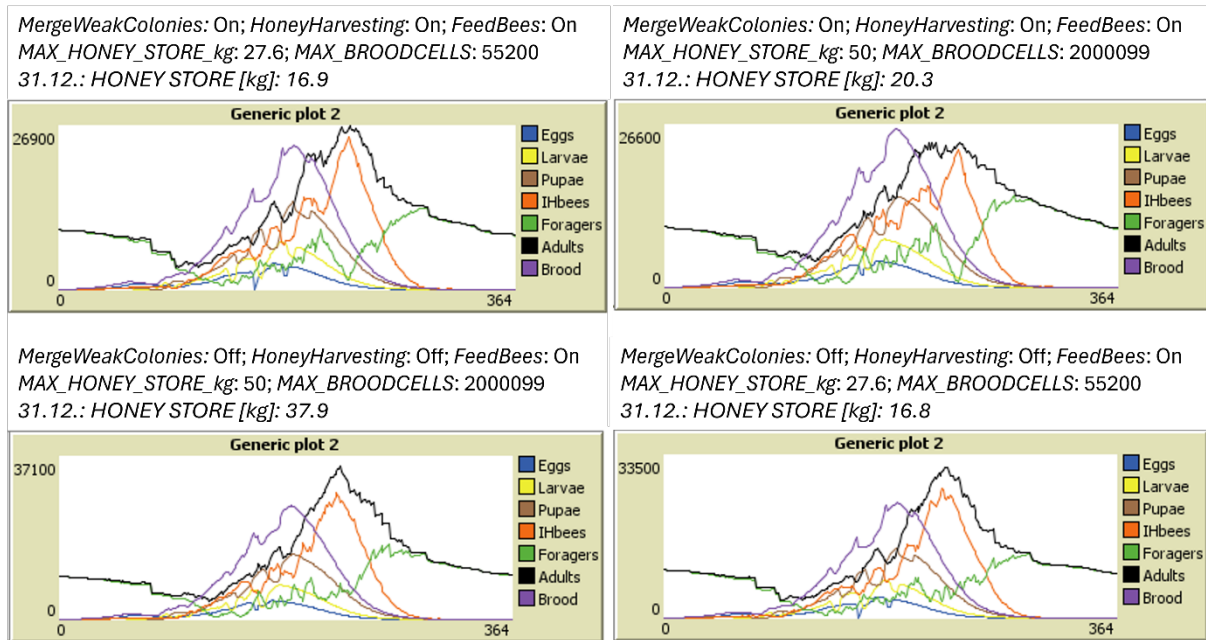 MergeWeakColonies: On; HoneyHarvesting: On; FeedBees: On
MAX_HONEY_STORE_kg: 27.6; MAX_BROODCELLS: 55200
31.12.: HONEY STORE [kg]: 16.9
Generic plot 2
26900
0
0
364
Eggs
Larvae
Pupae
IHbees
Foragers
Adults
Brood
MergeWeakColonies: On; HoneyHarvesting: On; FeedBees: On
MAX_HONEY_STORE_kg: 50; MAX_BROODCELLS: 2000099
31.12.: HONEY STORE [kg]: 20.3
Generic plot 2
26600
0
0
364
Eggs
Larvae
Pupae
IHbees
Foragers
Adults
Brood
MergeWeakColonies: Off; HoneyHarvesting: Off; FeedBees: On
MAX_HONEY_STORE_kg: 50; MAX_BROODCELLS: 2000099
31.12.: HONEY STORE [kg]: 37.9
Generic plot 2
37100
0
0
364
Eggs
Larvae
Pupae
IHbees
Foragers
Adults
Brood
MergeWeakColonies: Off; HoneyHarvesting: Off; FeedBees: On
MAX_HONEY_STORE_kg: 27.6; MAX_BROODCELLS: 55200
31.12.: HONEY STORE [kg]: 16.8
Generic plot 2
33500
0
0
364
Eggs
Larvae
Pupae
IHbees
Foragers
Adults
Brood